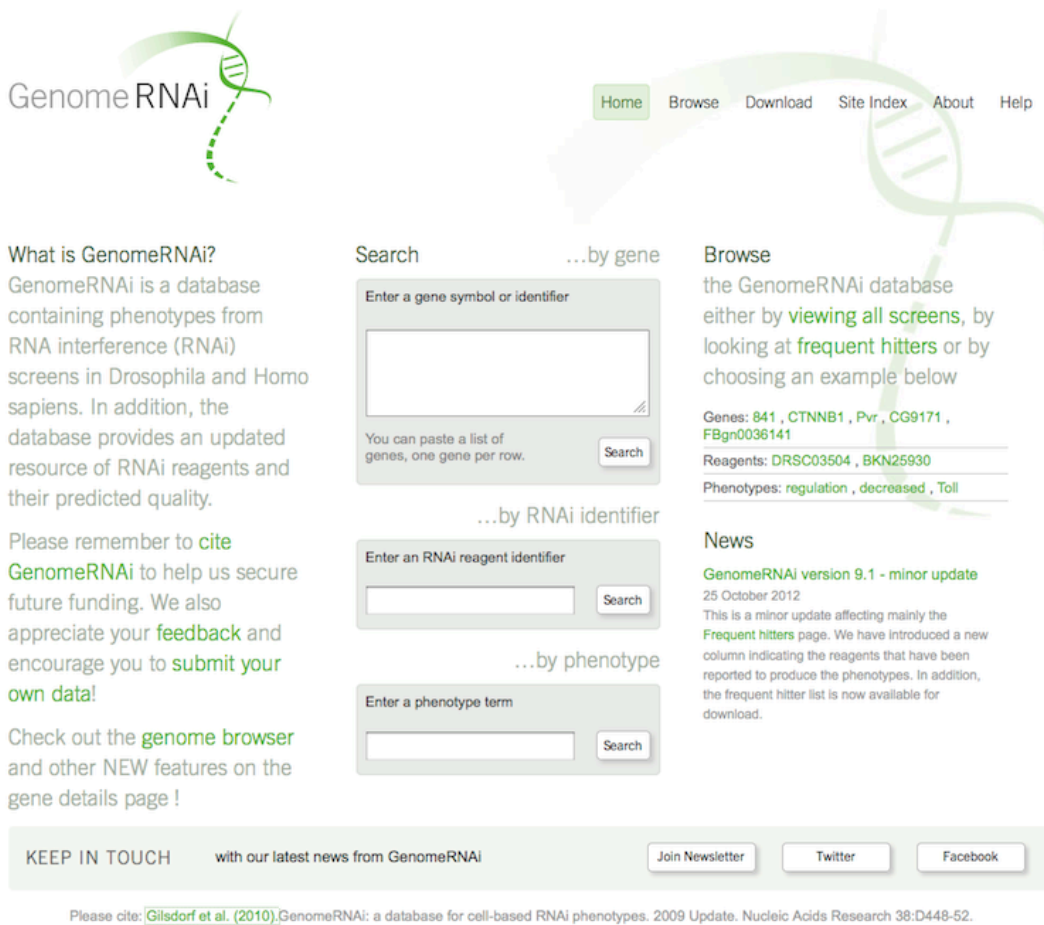 Genome RNAi
Home Browse Download Site Index About Help
What is GenomeRNAi?
GenomeRNAi is a database
containing phenotypes from
RNA interference (RNAi)
screens in Drosophila and Homo
sapiens. In addition, the
database provides an updated
resource of RNAi reagents and
their predicted quality.
Please remember to cite
GenomeRNAi to help us secure
future funding. We also
appreciate your feedback and
encourage you to submit your
own data!
Check out the genome browser
and other NEW features on the
gene details page !
Search ...by gene
Enter a gene symbol or identifier
You can paste a list of
genes, one gene per row.
Search
...by RNAi identifier
Enter an RNAi reagent identifier
Search
...by phenotype
Enter a phenotype term
Search
Browse
the GenomeRNAi database
either by viewing all screens, by
looking at frequent hitters or by
choosing an example below
Genes: 841 , CTNNB1 , Pvr , CG9171 ,
FBgn0036141
Reagents: DRSC03504 , BKN25930
Phenotypes: regulation , decreased , Toll
News
GenomeRNAi version 9.1 - minor update
25 October 2012
This is a minor update affecting mainly the
Frequent hitters page. We have introduced a new
column indicating the reagents that have been
reported to produce the phenotypes. In addition,
the frequent hitter list is now available for
download.
KEEP IN TOUCH with our latest news from GenomeRNAi Join Newsletter Twitter Facebook
Please cite: Gilsdorf et al. (2010).GenomeRNAi: a database for cell-based RNAi phenotypes. 2009 Update. Nucleic Acids Research 38:D448-52.